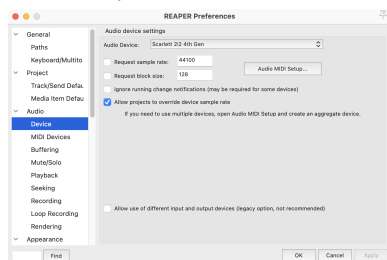 REAPER Preferences
General
Paths
Keyboard/Multito
Project
Track/Send Defau
Media Item Defau
Audio
Device
MIDI Devices
Buffering
Mute/Solo
Playback
Seeking
Recording
Loop Recording
Rendering
Appearance
Find
Audio device settings
Audio Device: Scarlett 2i2 4th Gen
Request sample rate: 44100
Request block size: 128
Audio MIDI Setup...
Ignore running change notifications (may be required for some devices)
Allow projects to override device sample rate
If you need to use multiple devices, open Audio MIDI Setup and create an aggregate device.
Allow use of different input and output devices (legacy option, not recommended)
OK Cancel Apply